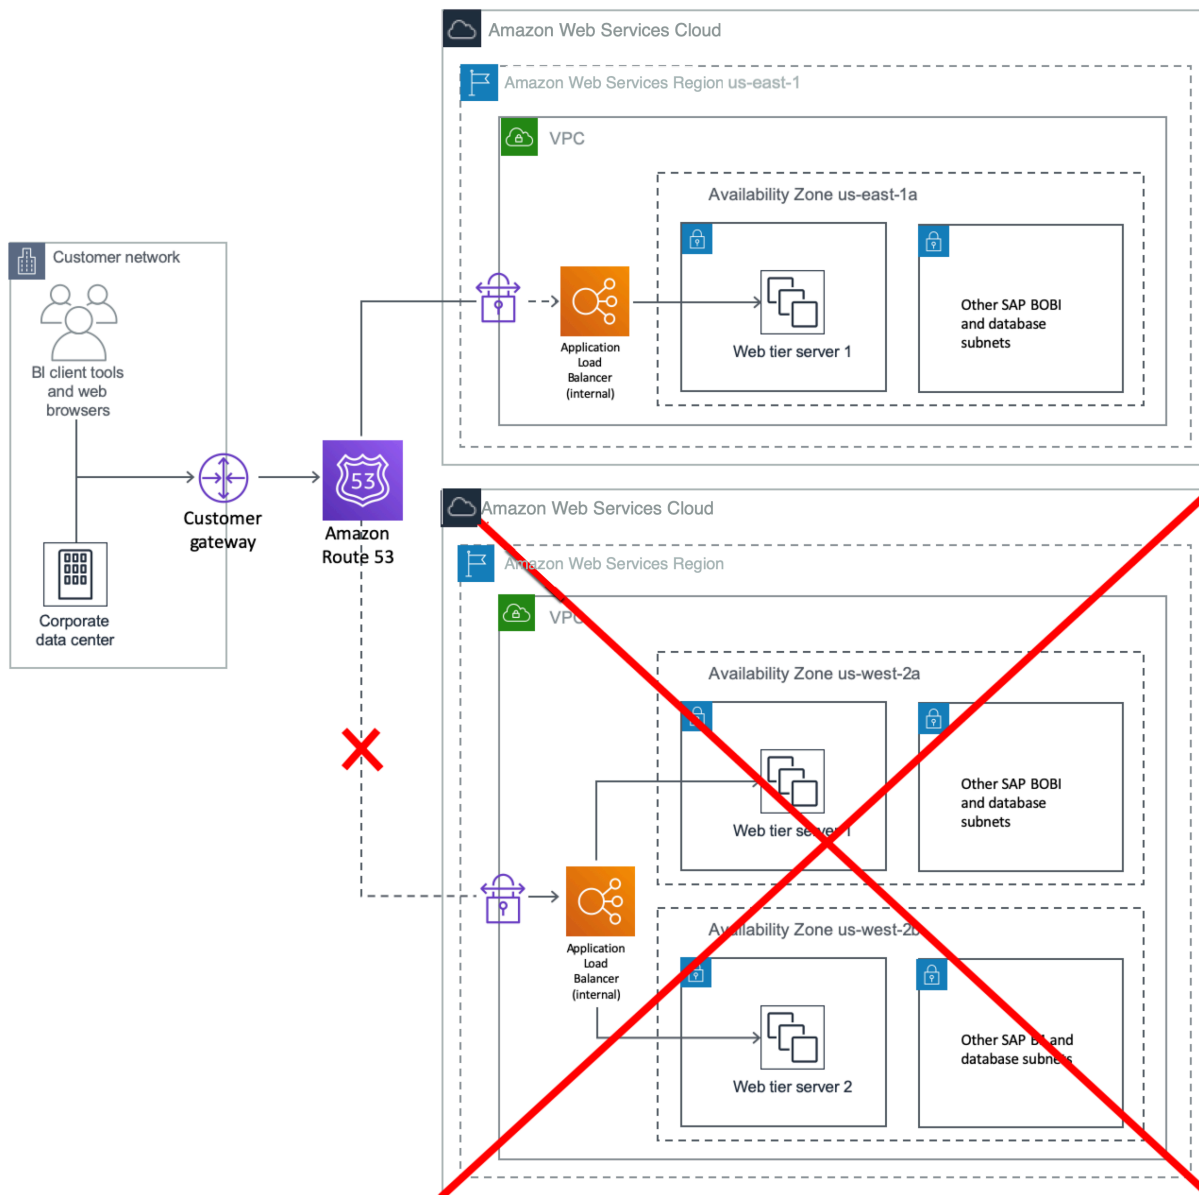 Amazon Web Services Cloud
Amazon Web Services Region us-east-1
VPC
Availability Zone us-east-1a
Application
Load
Balancer
(internal)
Web tier server 1
Other SAP BOBI
and database
subnets
Customer network
BI client tools
and web
browsers
Corporate
data center
Customer
gateway
53
Amazon
Route 53
Amazon Web Services Cloud
Amazon Web Services Region
VPC
Availability Zone us-west-2a
Web tier server 1
Other SAP BOBI
and database
subnets
Application
Load
Balancer
(internal)
Availability Zone us-west-2b
Web tier server 2
Other SAP BI and
database subnets